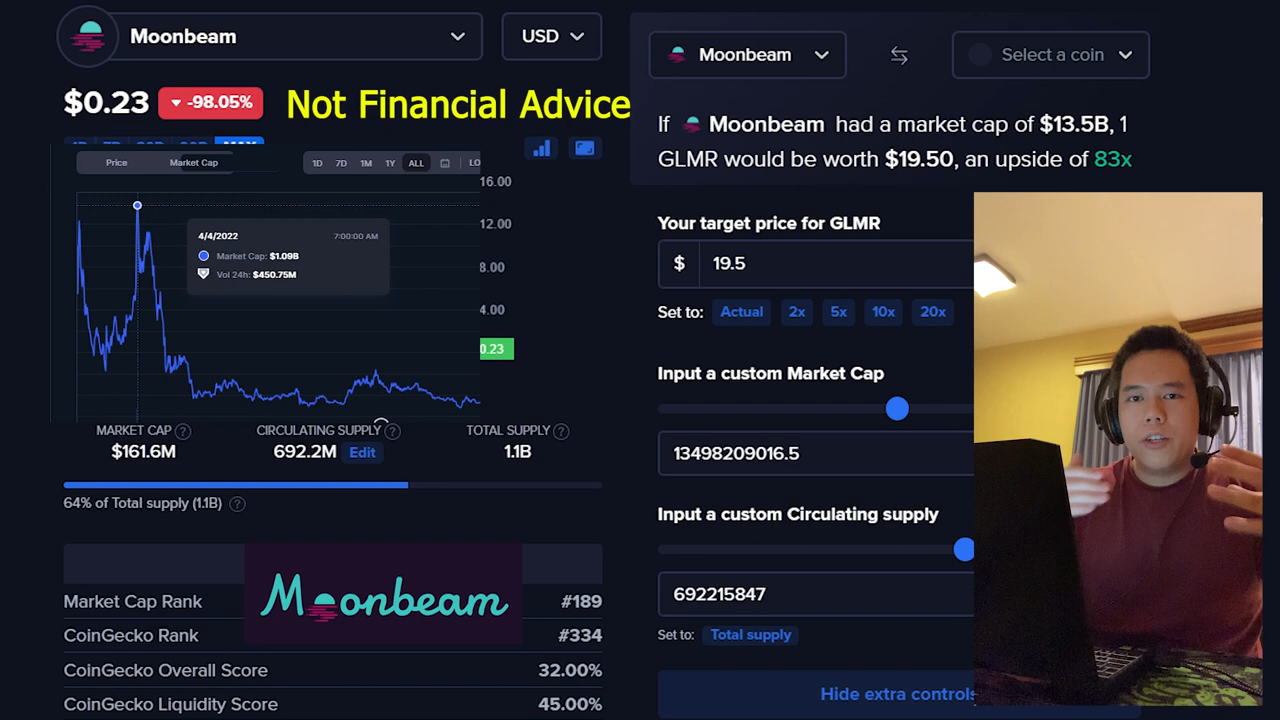 Moonbeam
USD
$0.23
-98.05%
Not Financial Advice
Price
Market Cap
1D
7D
1M
1Y
ALL
16.00
12.00
8.00
4.00
0.23
4/4/2022
7:00:00 AM
Market Cap: $1.09B
Vol 24h: $450.75M
MARKET CAP ?
CIRCULATING SUPPLY ?
TOTAL SUPPLY ?
$161.6M
692.2M Edit
1.1B
64% of Total supply (1.1B) ?
Moonbeam
Market Cap Rank
#189
CoinGecko Rank
#334
CoinGecko Overall Score
32.00%
CoinGecko Liquidity Score
45.00%
Moonbeam
Select a coin
If Moonbeam had a market cap of $13.5B, 1
GLMR would be worth $19.50, an upside of 83x
Your target price for GLMR
$ 19.5
Set to: Actual 2x 5x 10x 20x
Input a custom Market Cap
13498209016.5
Input a custom Circulating supply
692215847
Set to: Total supply
Hide extra controls